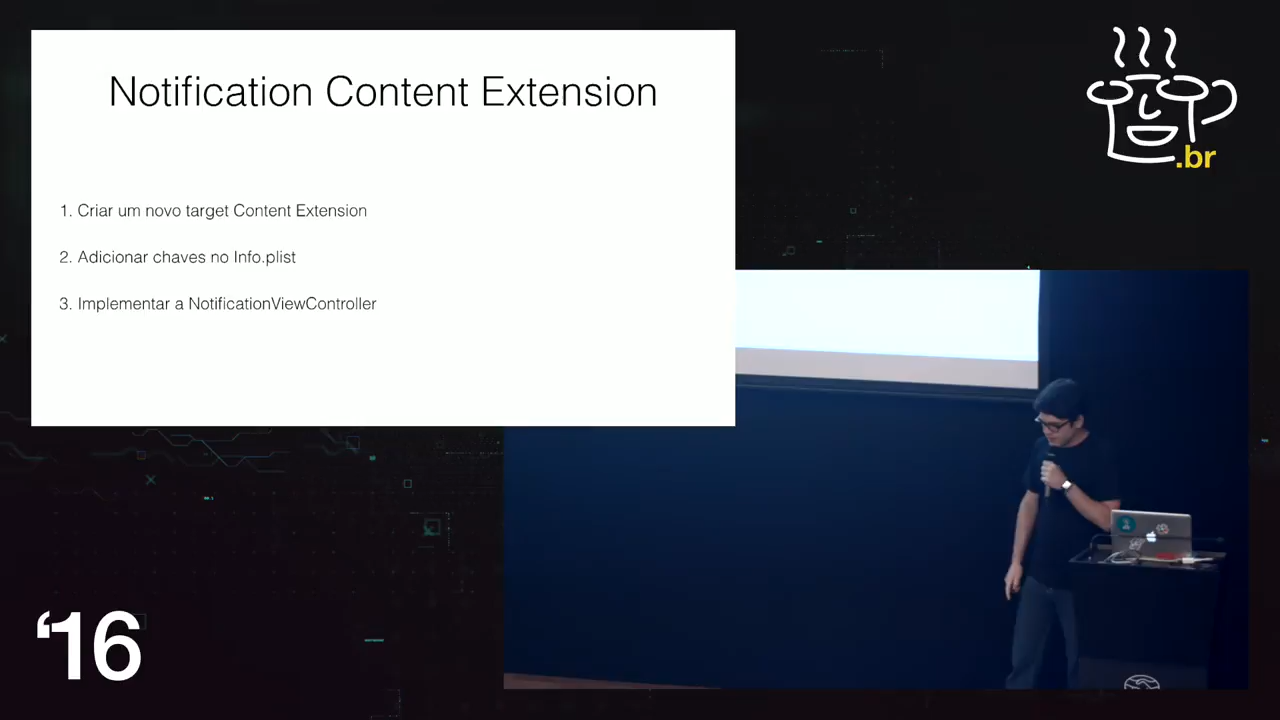 Notification Content Extension
1. Criar um novo target Content Extension
2. Adicionar chaves no Info.plist
3. Implementar a NotificationViewController
.br
‘16